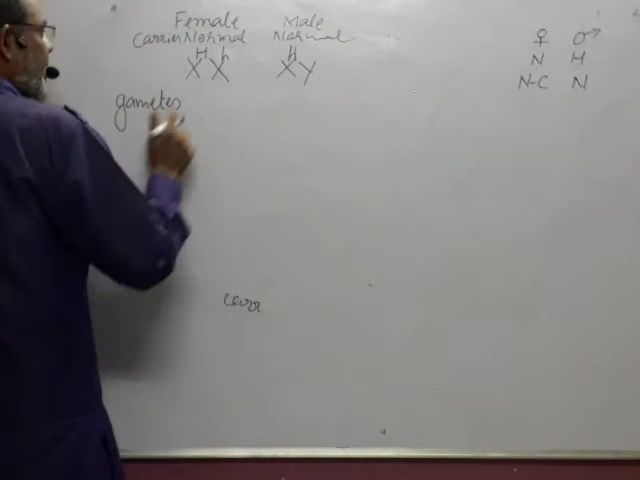 Female Male
Carrier Normal Normal
X^H X^h X^H Y
gametes
♀ ♂
N H
N-C N